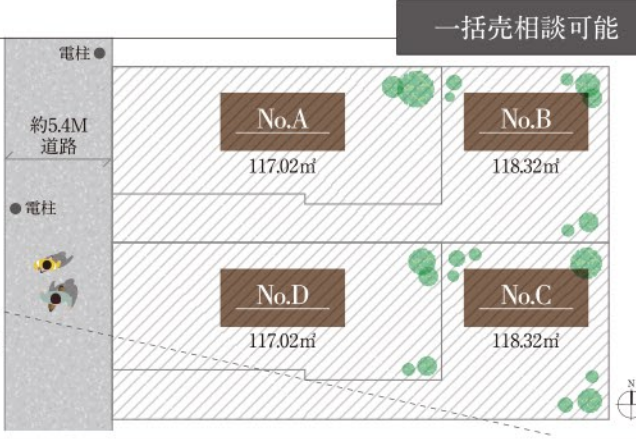 一括売相談可能
電柱
約5.4M
道路
電柱
No.A
117.02㎡
No.B
118.32㎡
No.D
117.02㎡
No.C
118.32㎡
N